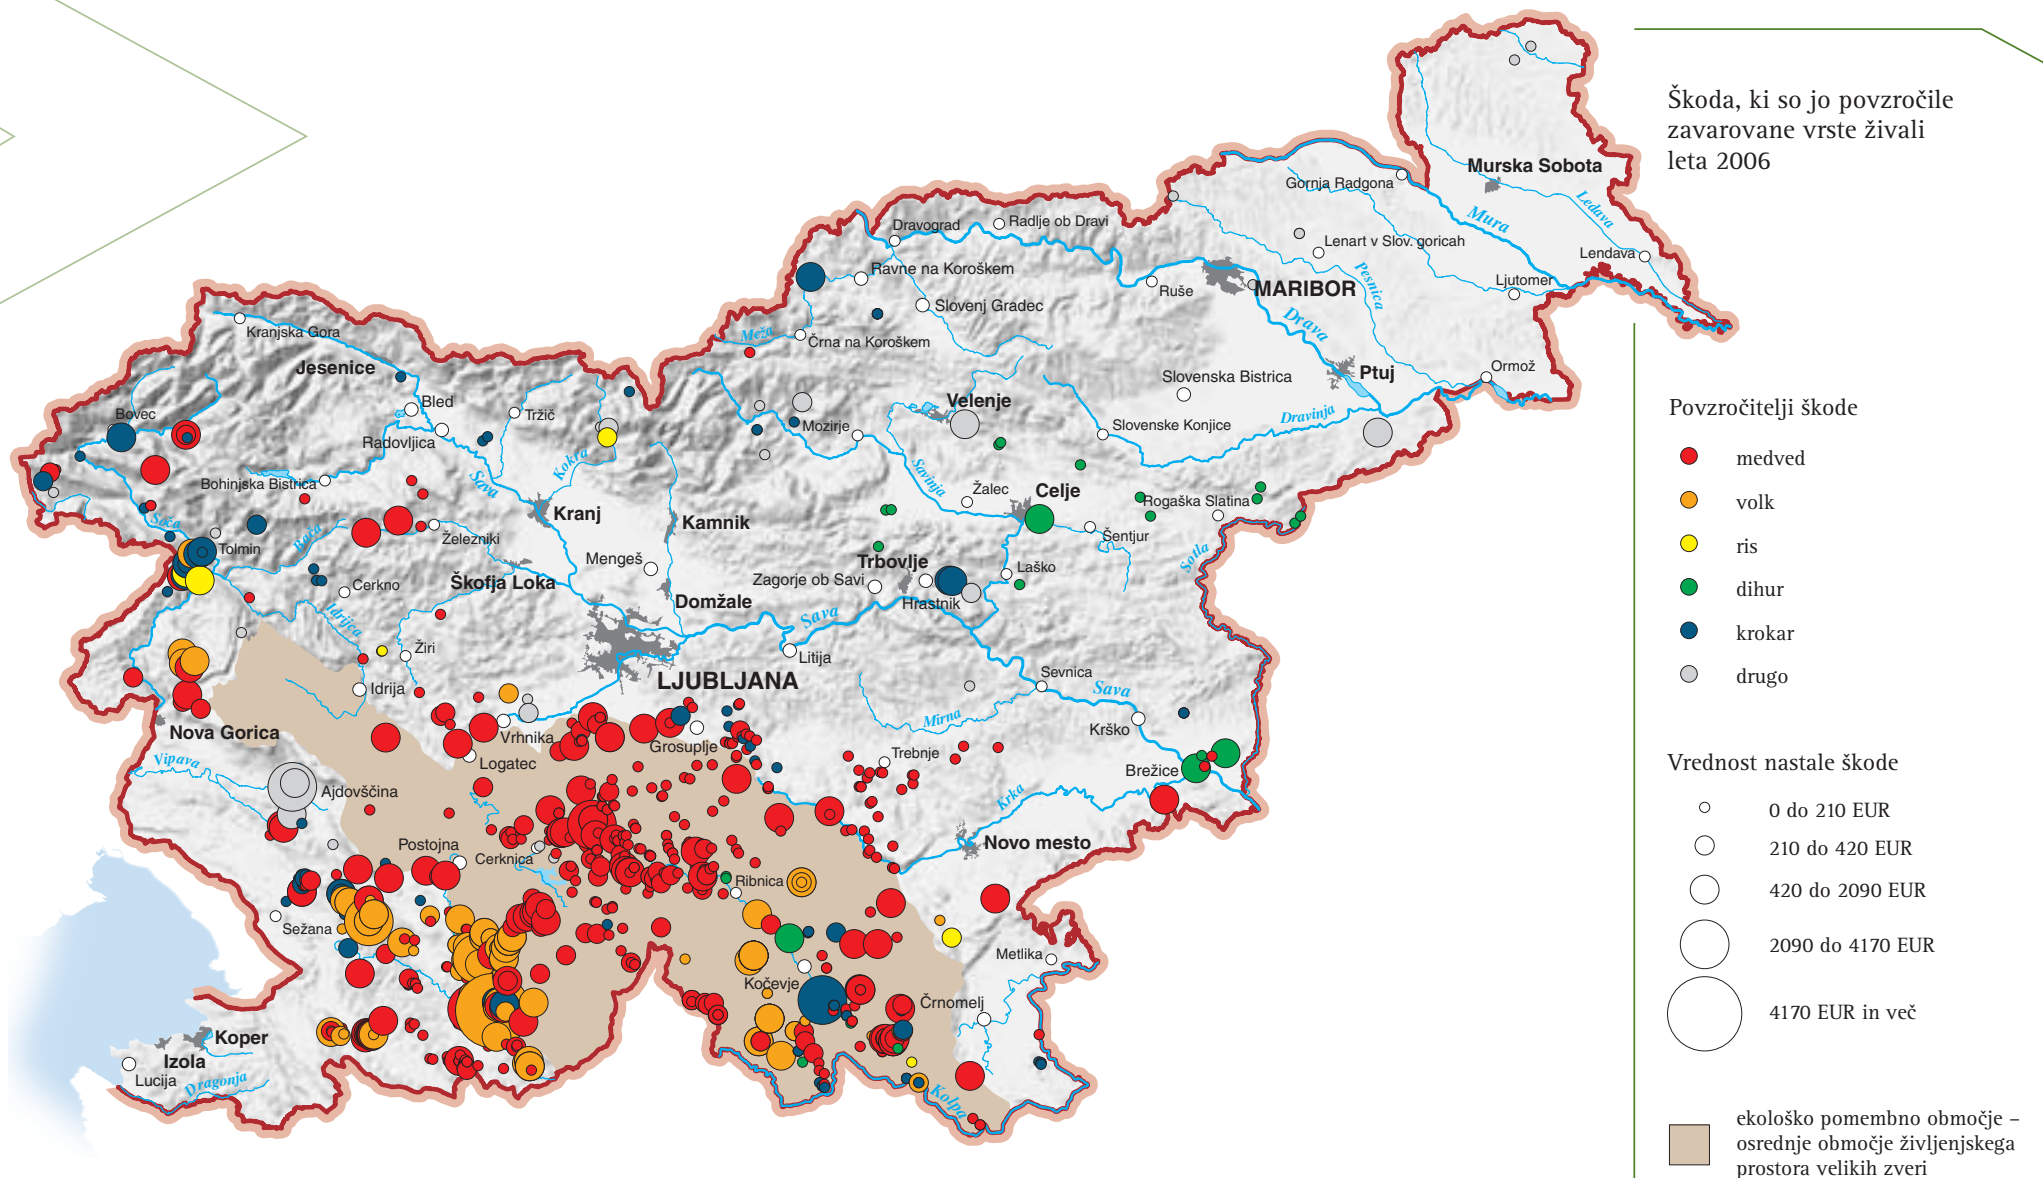 Škoda, ki so jo povzročile
zavarovane vrste živali
leta 2006
Murska Sobota
Gornja Radgona
Ledava
Mura
Radlje ob Dravi
Dravograd
Lenart v Slov. goricah
Lendava
Pesnica
Ravne na Koroškem
Ljutomer
MARIBOR
Ruše
Slovenj Gradec
Drava
Kranjska Gora
Meža
Črna na Koroškem
Jesenice
Ormož
Ptuj
Slovenska Bistrica
Bled
Velenje
Bovec
Tržič
Dravinja
Mozirje
Slovenske Konjice
Radovljica
Kokra
Savinja
Bohinjska Bistrica
Sava
Žalec
Celje
Rogaška Slatina
Kranj
Kamnik
Soča
Bača
Železniki
Šentjur
Tolmin
Sotla
Mengeš
Trbovlje
Laško
Škofja Loka
Zagorje ob Savi
Cerkno
Domžale
Hrastnik
Idrijca
Sava
Žiri
Litija
Sevnica
LJUBLJANA
Idrija
Sava
Mirna
Krško
Nova Gorica
Vrhnika
Grosuplje
Trebnje
Vipava
Logatec
Brežice
Ajdovščina
Krka
Postojna
Novo mesto
Cerknica
Ribnica
Sežana
Metlika
Kočevje
Črnomelj
Koper
Izola
Lucija
Dragonja
Kolpa
Povzročitelji škode
medved
volk
ris
dihur
krokar
drugo
Vrednost nastale škode
0 do 210 EUR
210 do 420 EUR
420 do 2090 EUR
2090 do 4170 EUR
4170 EUR in več
ekološko pomembno območje –
osrednje območje življenjskega
prostora velikih zveri